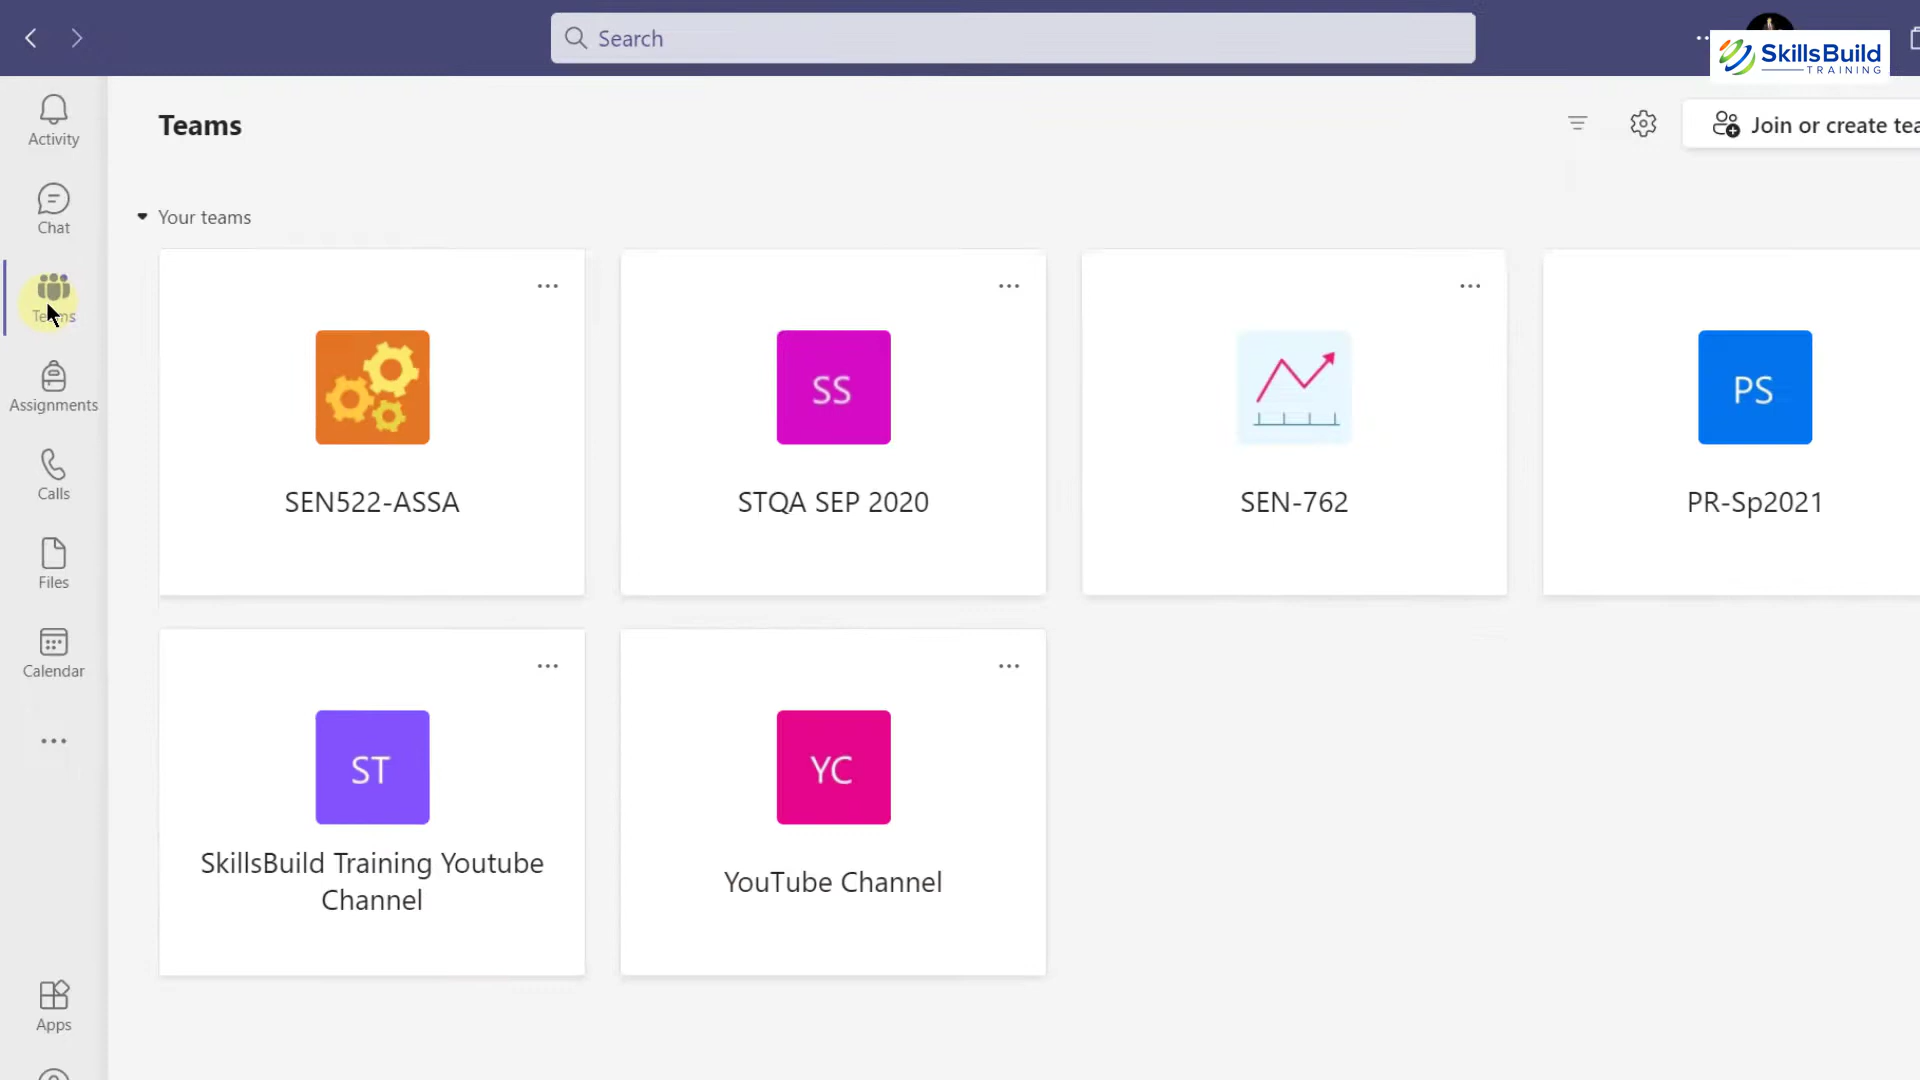 Search
SkillsBuild
TRAINING
Activity
Chat
Teams
Assignments
Calls
Files
Calendar
Apps
Teams
Join or create tea
Your teams
SEN522-ASSA
SS
STQA SEP 2020
SEN-762
PS
PR-Sp2021
ST
SkillsBuild Training Youtube
Channel
YC
YouTube Channel